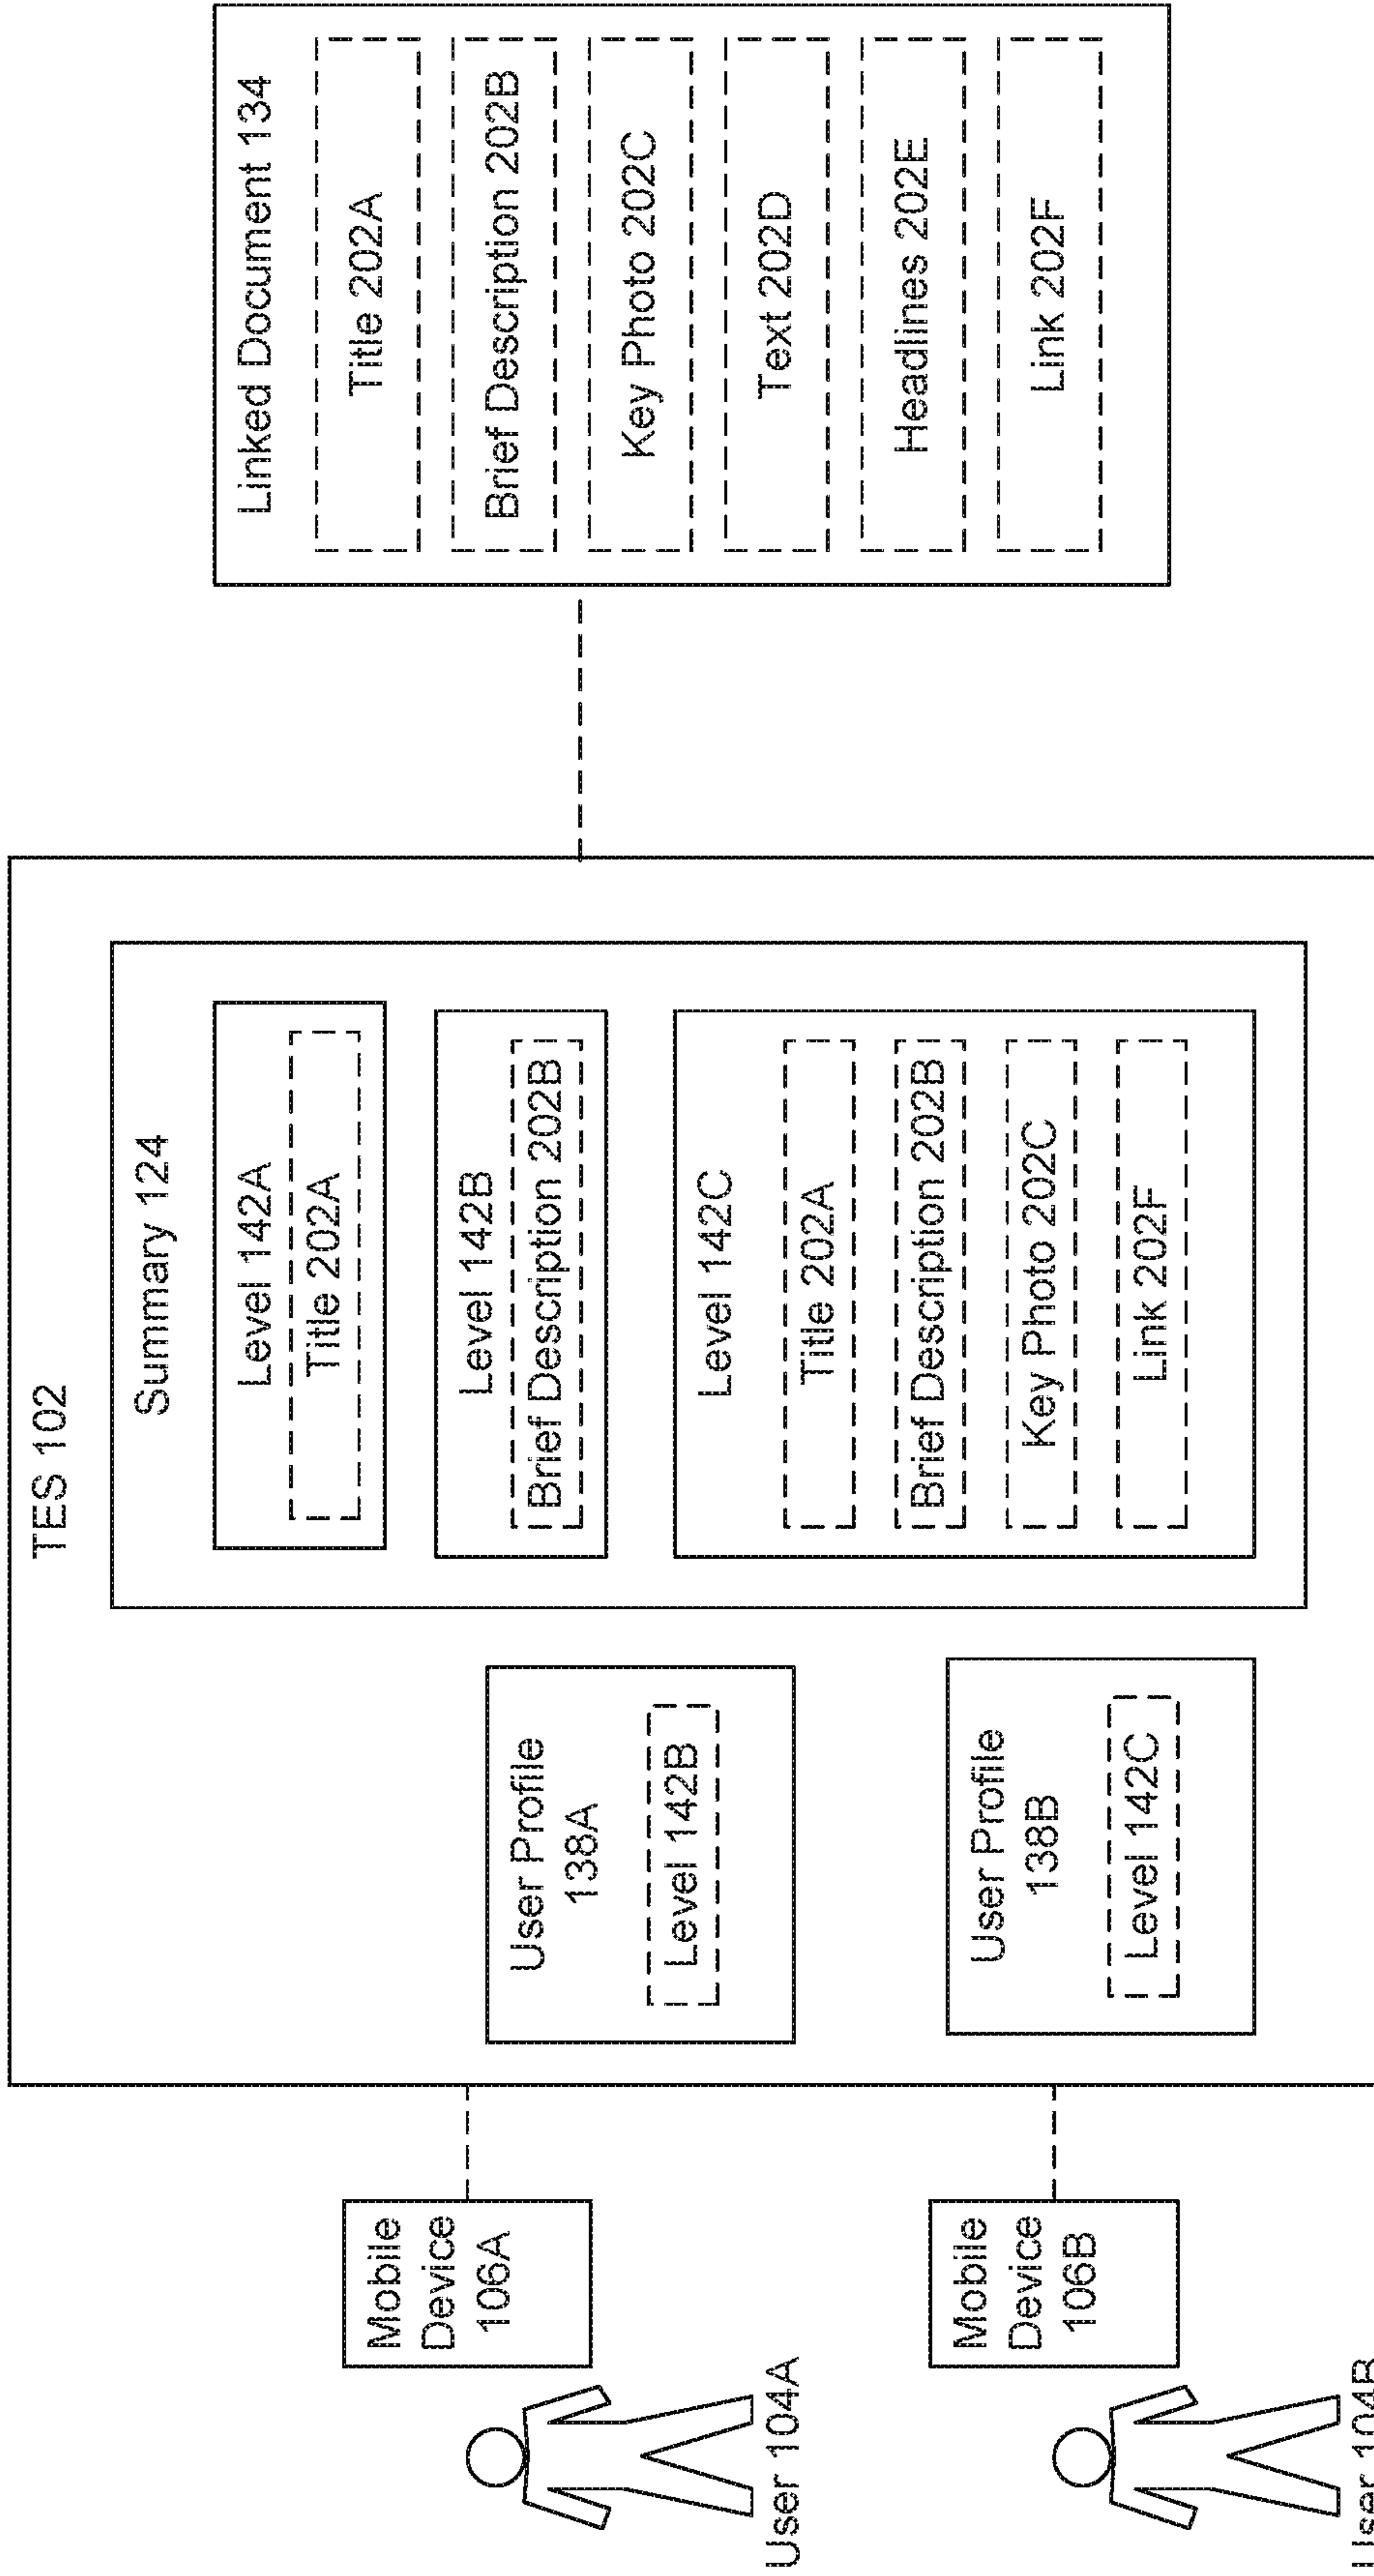 TES 102
Summary 124
Level 142A
Title 202A
Level 142B
Brief Description 202B
Level 142C
Title 202A
Brief Description 202B
Key Photo 202C
Link 202F
User Profile
138A
Level 142B
User Profile
138B
Level 142C
Mobile
Device
106A
User 104A
Mobile
Device
106B
User 104B
Linked Document 134
Title 202A
Brief Description 202B
Key Photo 202C
Text 202D
Headlines 202E
Link 202F